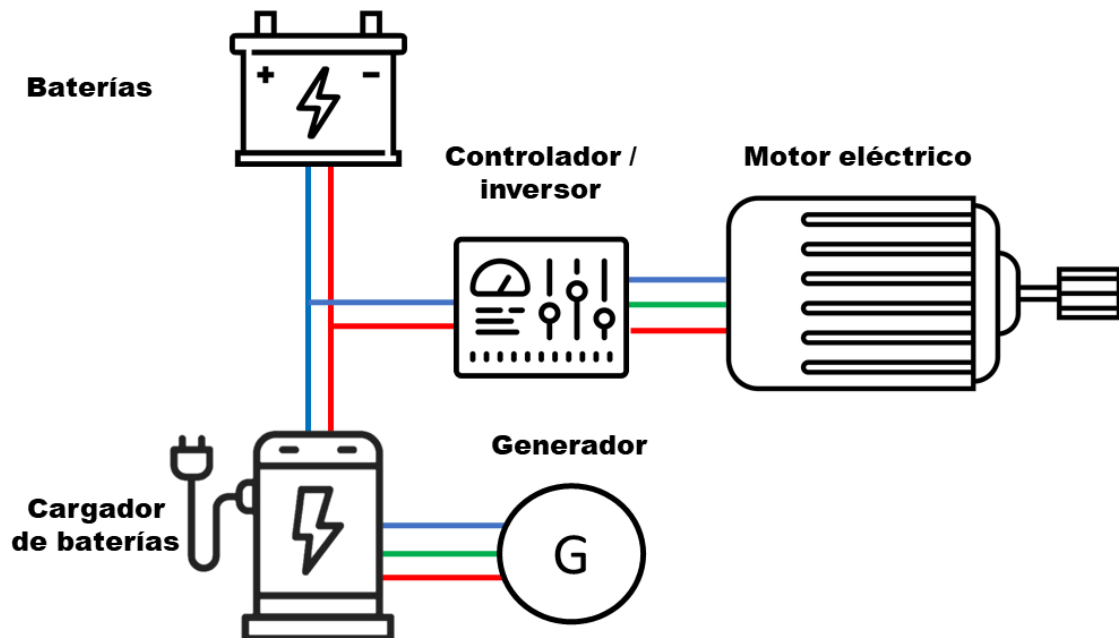 Baterías
+ -
Controlador /
inversor
Motor eléctrico
Generador
Cargador
de baterías
G